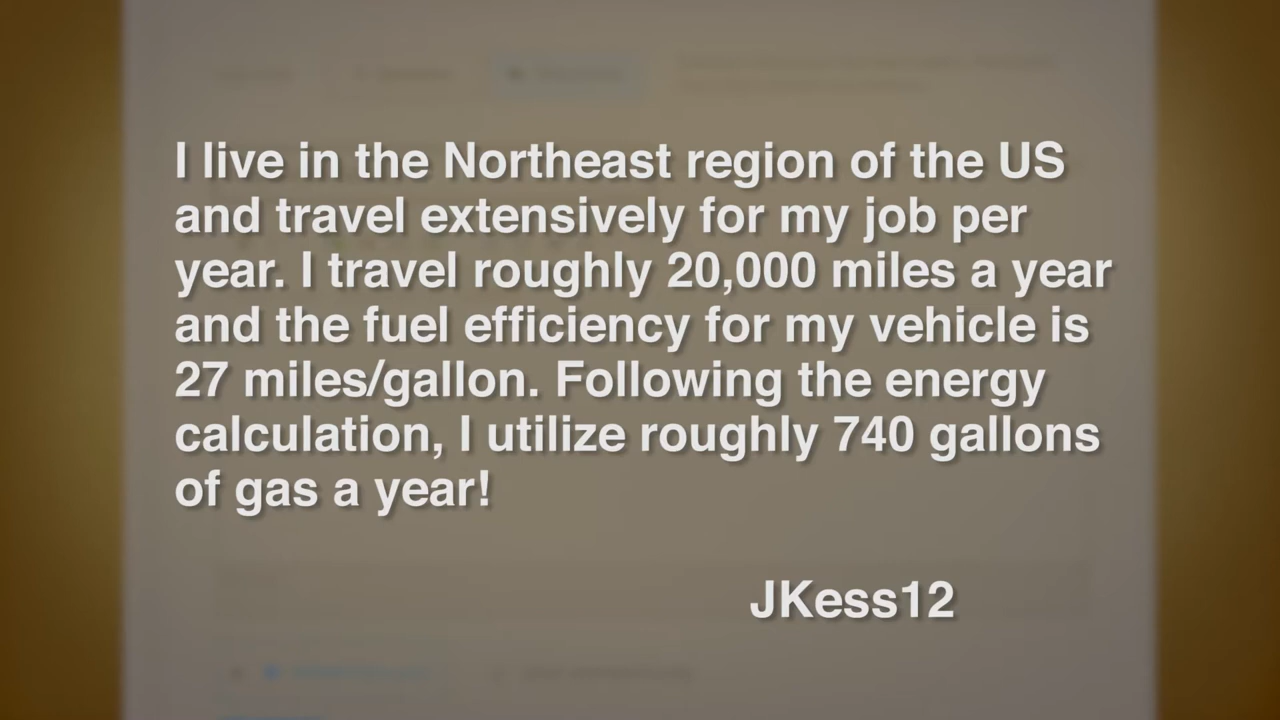 I live in the Northeast region of the US
and travel extensively for my job per
year. I travel roughly 20,000 miles a year
and the fuel efficiency for my vehicle is
27 miles/gallon. Following the energy
calculation, I utilize roughly 740 gallons
of gas a year!
JKess12